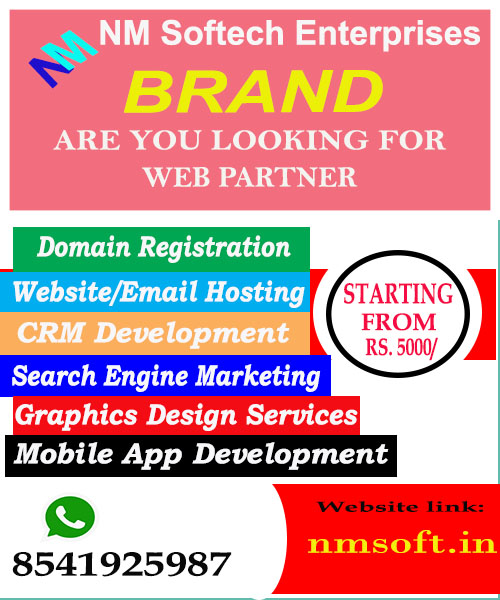 NM
NM Softech Enterprises
BRAND
ARE YOU LOOKING FOR
WEB PARTNER
Domain Registration
Website/Email Hosting
CRM Development
Search Engine Marketing
Graphics Design Services
Mobile App Development
STARTING
FROM
RS. 5000/
8541925987
Website link:
nmsoft.in